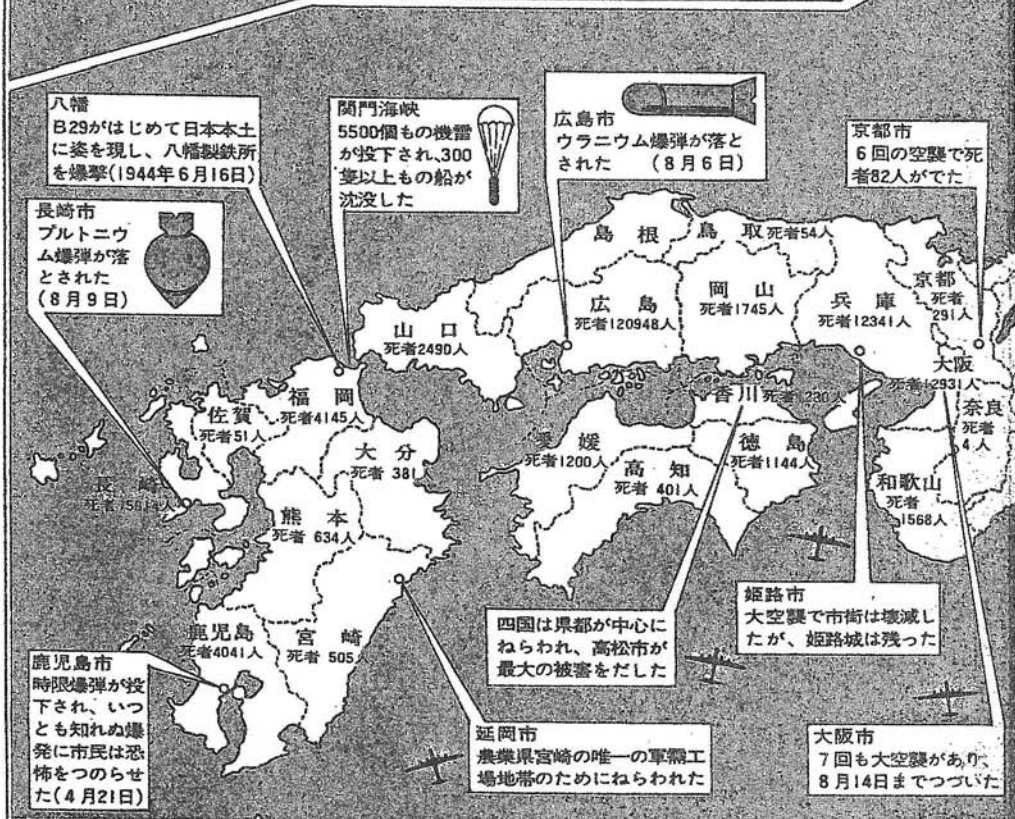 八幡
B29がはじめて日本本土
に姿を現し、八幡製鉄所
を爆撃(1944年6月16日)
関門海峡
5500個もの機雷
が投下され、300
隻以上もの船が
沈没した
広島市
ウラニウム爆弾が落と
された (8月6日)
京都市
6回の空襲で死
者82人がでた
長崎市
プルトニウ
ム爆弾が落
とされた
(8月9日)
島根
鳥取
死者54人
京都
死者
291人
兵庫
死者12341人
岡山
死者1745人
広島
死者120948人
山口
死者2490人
大阪
死者12931人
奈良
死者
4人
和歌山
1568人
香川
愛媛
死者1200人
徳島
死者1144人
高知
死者 401人
福岡
死者4145人
佐賀
死者51人
大分
死者 381
長崎
熊本
死者 634人
鹿児島
死者4041人
宮崎
死者 505人
鹿児島市
時限爆弾が投
下され、いつ
とも知れぬ爆
発に市民は恐
怖をつのらせ
た(4月21日)
延岡市
農業県宮崎の唯一の軍需工
場地帯のためにねらわれた
四国は県都が中心に
ねらわれ、高松市が
最大の被害をだした
姫路市
大空襲で市街は壊滅し
たが、姫路城は残った
大阪市
7回も大空襲があり、
8月14日までつづいた